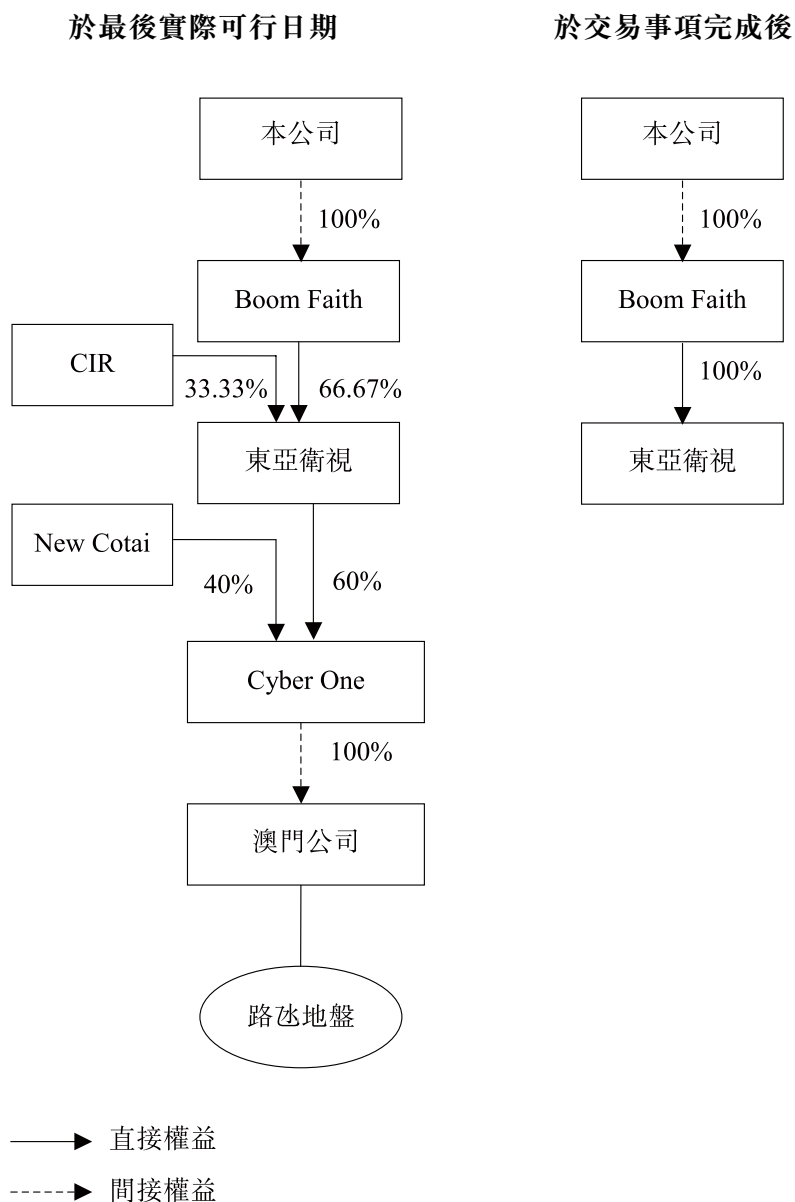 於最後實際可行日期
本公司
100%
Boom Faith
CIR
33.33%
66.67%
東亞衛視
New Cotai
40%
60%
Cyber One
100%
澳門公司
路氹地盤
於交易事項完成後
本公司
100%
Boom Faith
100%
東亞衛視
直接權益
間接權益